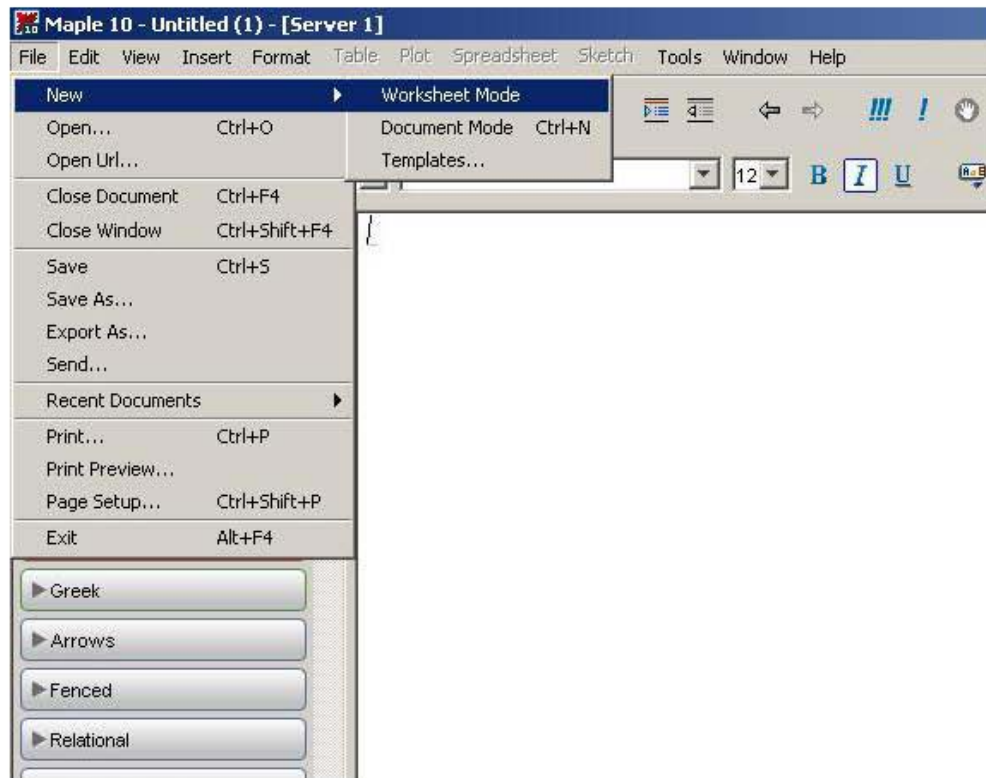 Maple 10 - Untitled (1) - [Server 1]
File Edit View Insert Format Table Plot Spreadsheet Sketch Tools Window Help
New
Worksheet Mode
Document Mode Ctrl+N
Templates...
Open... Ctrl+O
Open Url...
Close Document Ctrl+F4
Close Window Ctrl+Shift+F4
Save Ctrl+S
Save As...
Export As...
Send...
Recent Documents
Print... Ctrl+P
Print Preview...
Page Setup... Ctrl+Shift+P
Exit Alt+F4
!!! !
12 B I U
Greek
Arrows
Fenced
Relational